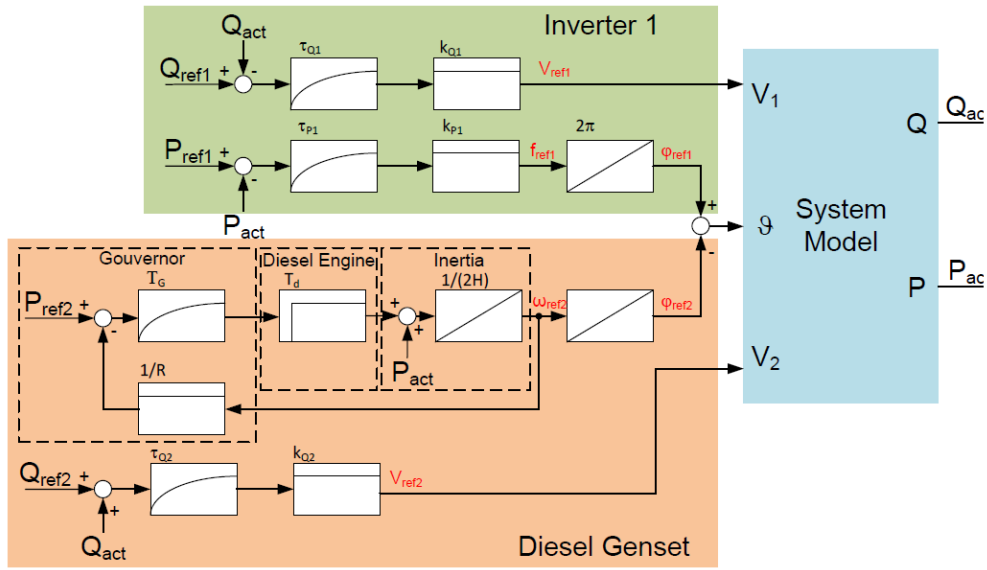 Inverter 1
Qact
τQ1
kQ1
Qref1
+
-
Vref1
V1
τP1
kP1
2π
Pref1
+
-
fref1
φref1
Pact
Q
Qac
+
ϑ
-
System
Model
P
Pac
Gouvernor
TG
Diesel Engine
Td
Inertia
1/(2H)
Pref2
+
-
+
+
ωref2
φref2
Pact
1/R
V2
τQ2
kQ2
Qref2
+
+
Vref2
Qact
Diesel Genset